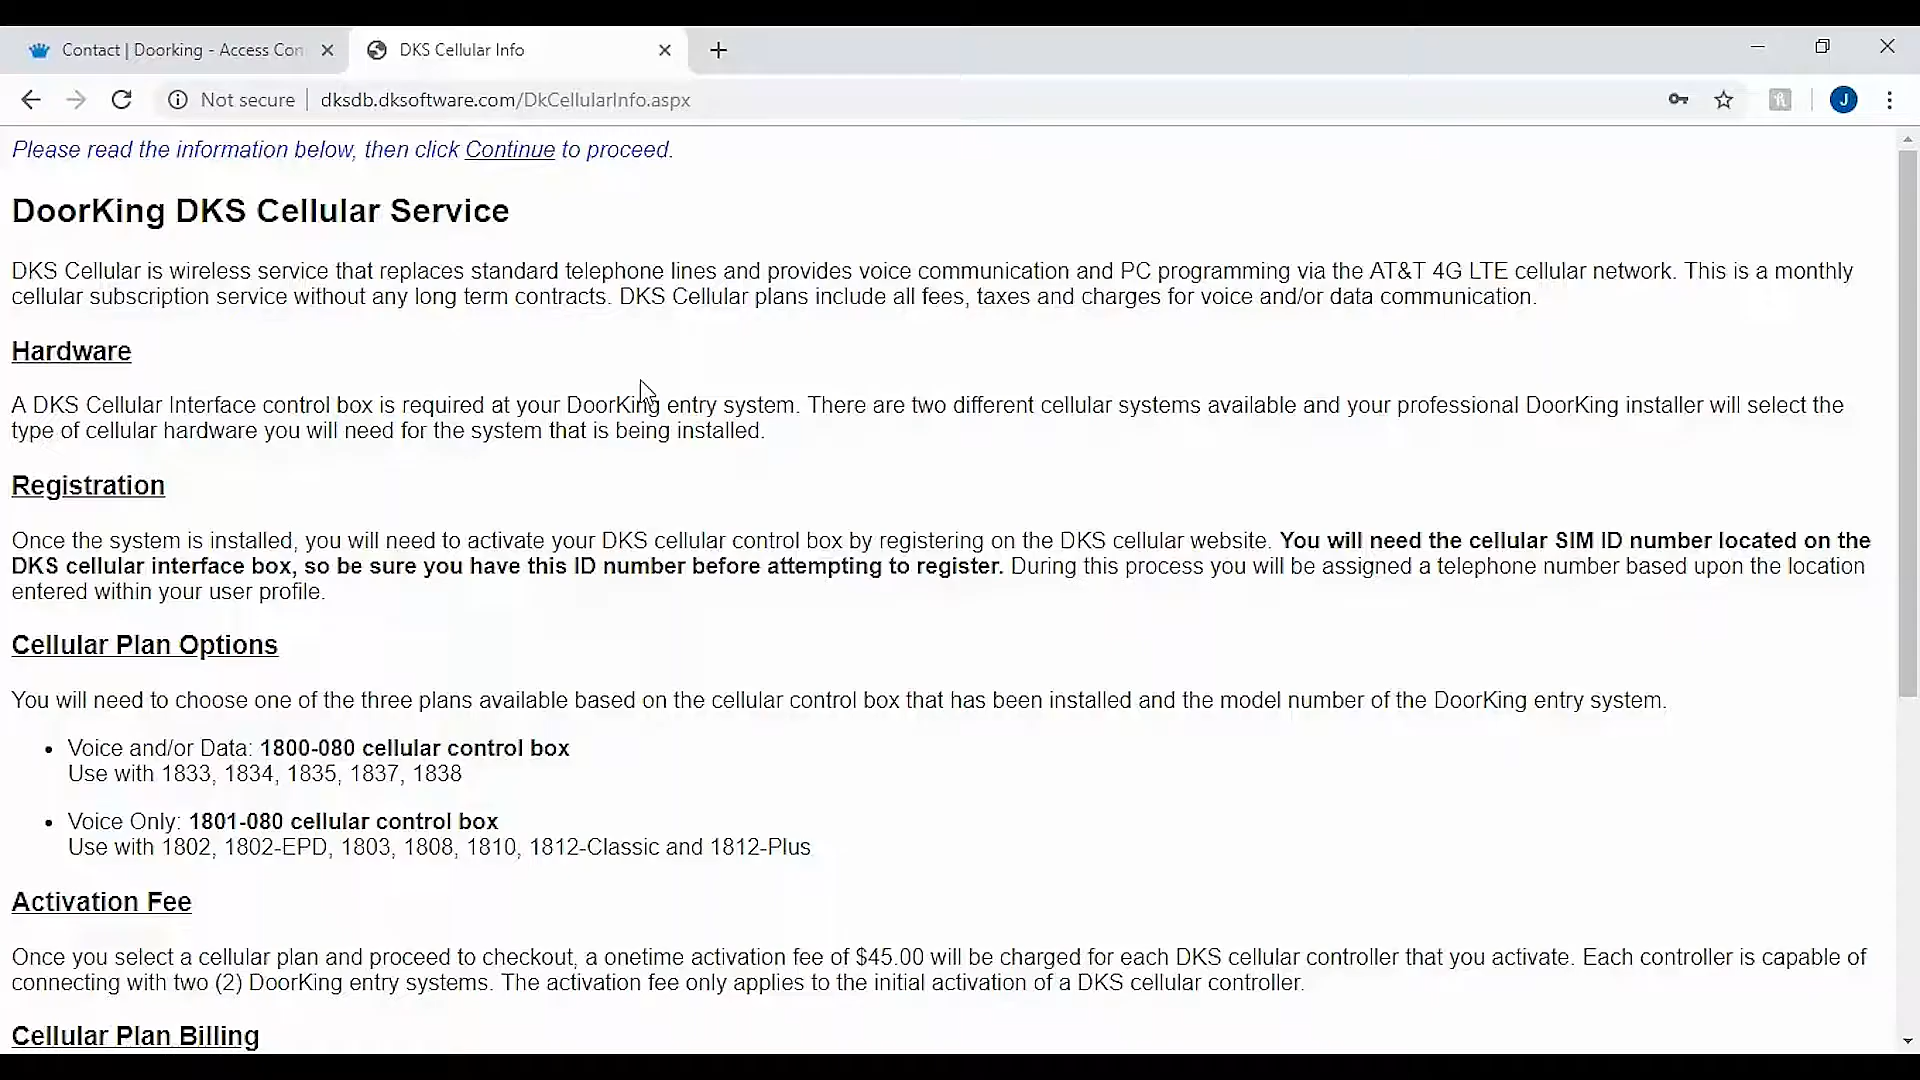 Contact | Doorking - Access Con
DKS Cellular Info
Not secure
dksdb.dksoftware.com/DkCellularInfo.aspx
J
Please read the information below, then click Continue to proceed.
DoorKing DKS Cellular Service
DKS Cellular is wireless service that replaces standard telephone lines and provides voice communication and PC programming via the AT&T 4G LTE cellular network. This is a monthly
cellular subscription service without any long term contracts. DKS Cellular plans include all fees, taxes and charges for voice and/or data communication.
Hardware
A DKS Cellular Interface control box is required at your DoorKing entry system. There are two different cellular systems available and your professional DoorKing installer will select the
type of cellular hardware you will need for the system that is being installed.
Registration
Once the system is installed, you will need to activate your DKS cellular control box by registering on the DKS cellular website. You will need the cellular SIM ID number located on the
DKS cellular interface box, so be sure you have this ID number before attempting to register. During this process you will be assigned a telephone number based upon the location
entered within your user profile.
Cellular Plan Options
You will need to choose one of the three plans available based on the cellular control box that has been installed and the model number of the DoorKing entry system.
• Voice and/or Data: 1800-080 cellular control box
Use with 1833, 1834, 1835, 1837, 1838
• Voice Only: 1801-080 cellular control box
Use with 1802, 1802-EPD, 1803, 1808, 1810, 1812-Classic and 1812-Plus
Activation Fee
Once you select a cellular plan and proceed to checkout, a onetime activation fee of $45.00 will be charged for each DKS cellular controller that you activate. Each controller is capable of
connecting with two (2) DoorKing entry systems. The activation fee only applies to the initial activation of a DKS cellular controller.
Cellular Plan Billing